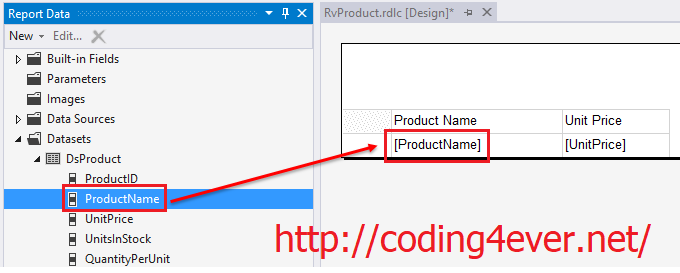 Report Data
New Edit...
Built-in Fields
Parameters
Images
Data Sources
Datasets
DsProduct
ProductID
ProductName
UnitPrice
UnitsInStock
QuantityPerUnit
RvProduct.rdlc [Design]*
Product Name Unit Price
[ProductName] [UnitPrice]
http://coding4ever.net/